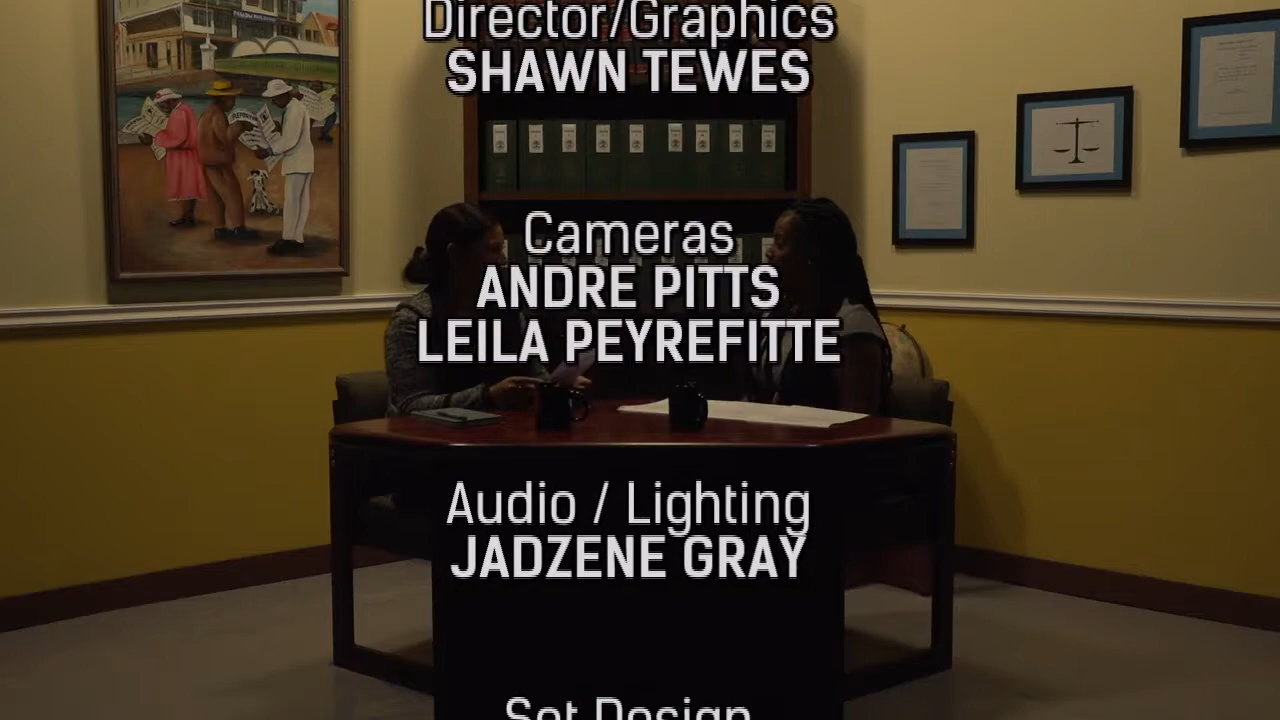 Director/Graphics
SHAWN TEWES
Cameras
ANDRE PITTS
LEILA PEYREFITTE
Audio / Lighting
JADZENE GRAY
Set Design